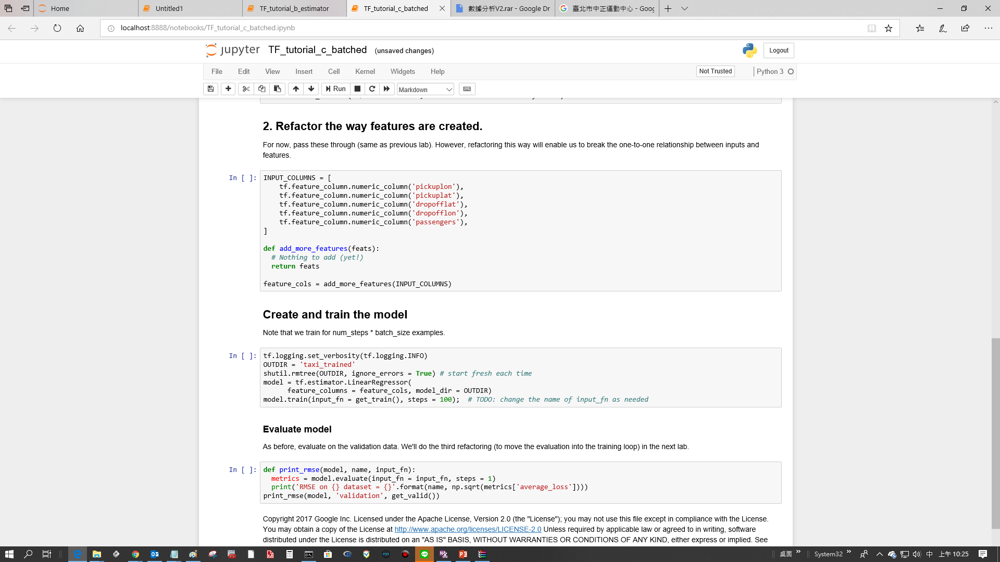 Home
Untitled1
TF_tutorial_b_estimator
TF_tutorial_c_batched
數據分析V2.rar - Google Dr
臺北市中正運動中心 - Goog
localhost:8888/notebooks/TF_tutorial_c_batched.ipynb
jupyter TF_tutorial_c_batched (unsaved changes)
Logout
File Edit View Insert Cell Kernel Widgets Help
Not Trusted
Python 3
Run
Markdown
2. Refactor the way features are created.
For now, pass these through (same as previous lab). However, refactoring this way will enable us to break the one-to-one relationship between inputs and
features.
In [ ]: INPUT_COLUMNS = [
tf.feature_column.numeric_column('pickuplon'),
tf.feature_column.numeric_column('pickuplat'),
tf.feature_column.numeric_column('dropofflat'),
tf.feature_column.numeric_column('dropofflon'),
tf.feature_column.numeric_column('passengers'),
]
def add_more_features(feats):
# Nothing to add (yet!)
return feats
feature_cols = add_more_features(INPUT_COLUMNS)
Create and train the model
Note that we train for num_steps * batch_size examples.
In [ ]: tf.logging.set_verbosity(tf.logging.INFO)
OUTDIR = 'taxi_trained'
shutil.rmtree(OUTDIR, ignore_errors = True) # start fresh each time
model = tf.estimator.LinearRegressor(
feature_columns = feature_cols, model_dir = OUTDIR)
model.train(input_fn = get_train(), steps = 100);  # TODO: change the name of input_fn as needed
Evaluate model
As before, evaluate on the validation data. We'll do the third refactoring (to move the evaluation into the training loop) in the next lab.
In [ ]: def print_rmse(model, name, input_fn):
metrics = model.evaluate(input_fn = input_fn, steps = 1)
print('RMSE on {} dataset = {}'.format(name, np.sqrt(metrics['average_loss'])))
print_rmse(model, 'validation', get_valid())
Copyright 2017 Google Inc. Licensed under the Apache License, Version 2.0 (the "License"); you may not use this file except in compliance with the License.
You may obtain a copy of the License at http://www.apache.org/licenses/LICENSE-2.0 Unless required by applicable law or agreed to in writing, software
distributed under the License is distributed on an "AS IS" BASIS, WITHOUT WARRANTIES OR CONDITIONS OF ANY KIND, either express or implied. See
桌面
System32
中
上午 10:25